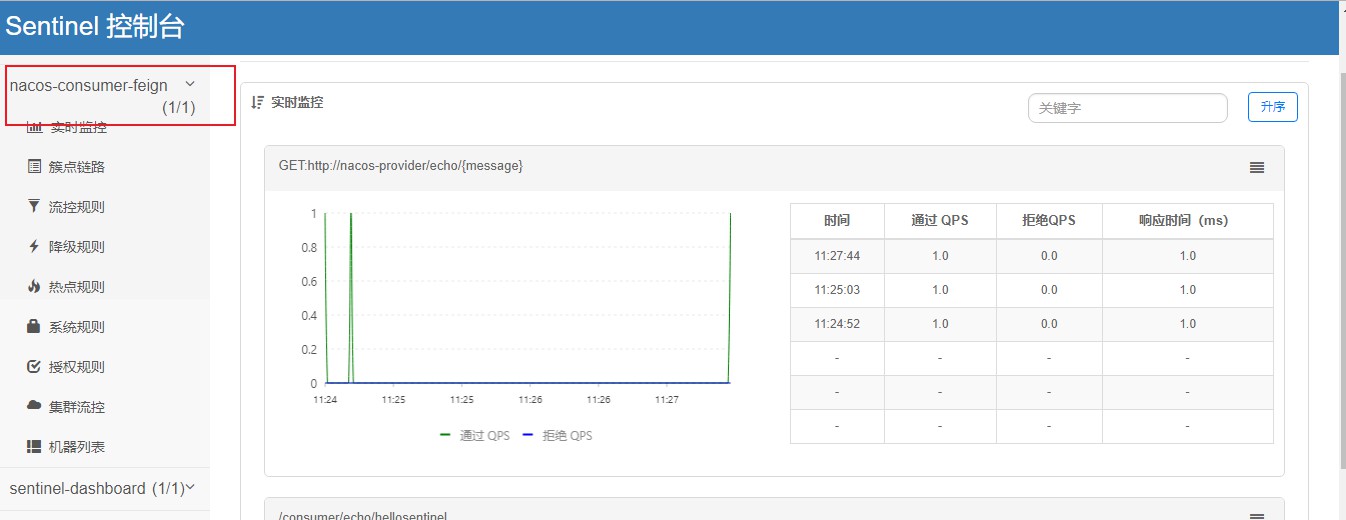 Sentinel 控制台
nacos-consumer-feign
(1/1)
实时监控
簇点链路
流控规则
降级规则
热点规则
系统规则
授权规则
集群流控
机器列表
sentinel-dashboard (1/1)
实时监控
关键字
升序
GET:http://nacos-provider/echo/{message}
1
0.8
0.6
0.4
0.2
0
11:24 11:25 11:25 11:26 11:26 11:27
通过 QPS 拒绝 QPS
时间 通过 QPS 拒绝QPS 响应时间（ms）
11:27:44 1.0 0.0 1.0
11:25:03 1.0 0.0 1.0
11:24:52 1.0 0.0 1.0
- - - -
- - - -
- - - -
/consumer/echo/hellosentinel